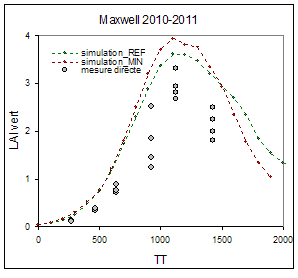 Maxwell 2010-2011
4
simulation_REF
simulation_MIN
mesure directe
3
LAI vert
2
1
0
0 500 1000 1500 2000
TT